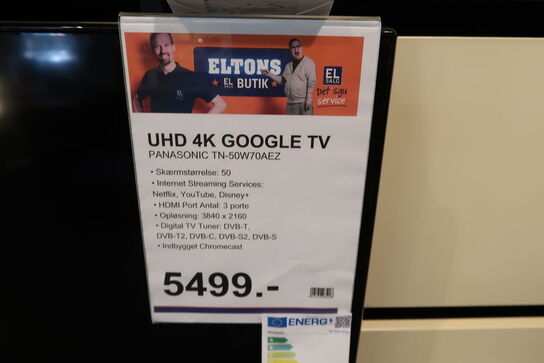 ELTONS
EL BUTIK
EL
SALG
Det sgu
service
UHD 4K GOOGLE TV
PANASONIC TN-50W70AEZ
• Skærmstørrelse: 50
• Internet Streaming Services:
Netflix, YouTube, Disney+
• HDMI Port Antal: 3 porte
• Opløsning: 3840 x 2160
• Digital TV Tuner: DVB-T,
DVB-T2, DVB-C, DVB-S2, DVB-S
• Indbygget Chromecast
5499.-
ENERG
A
B